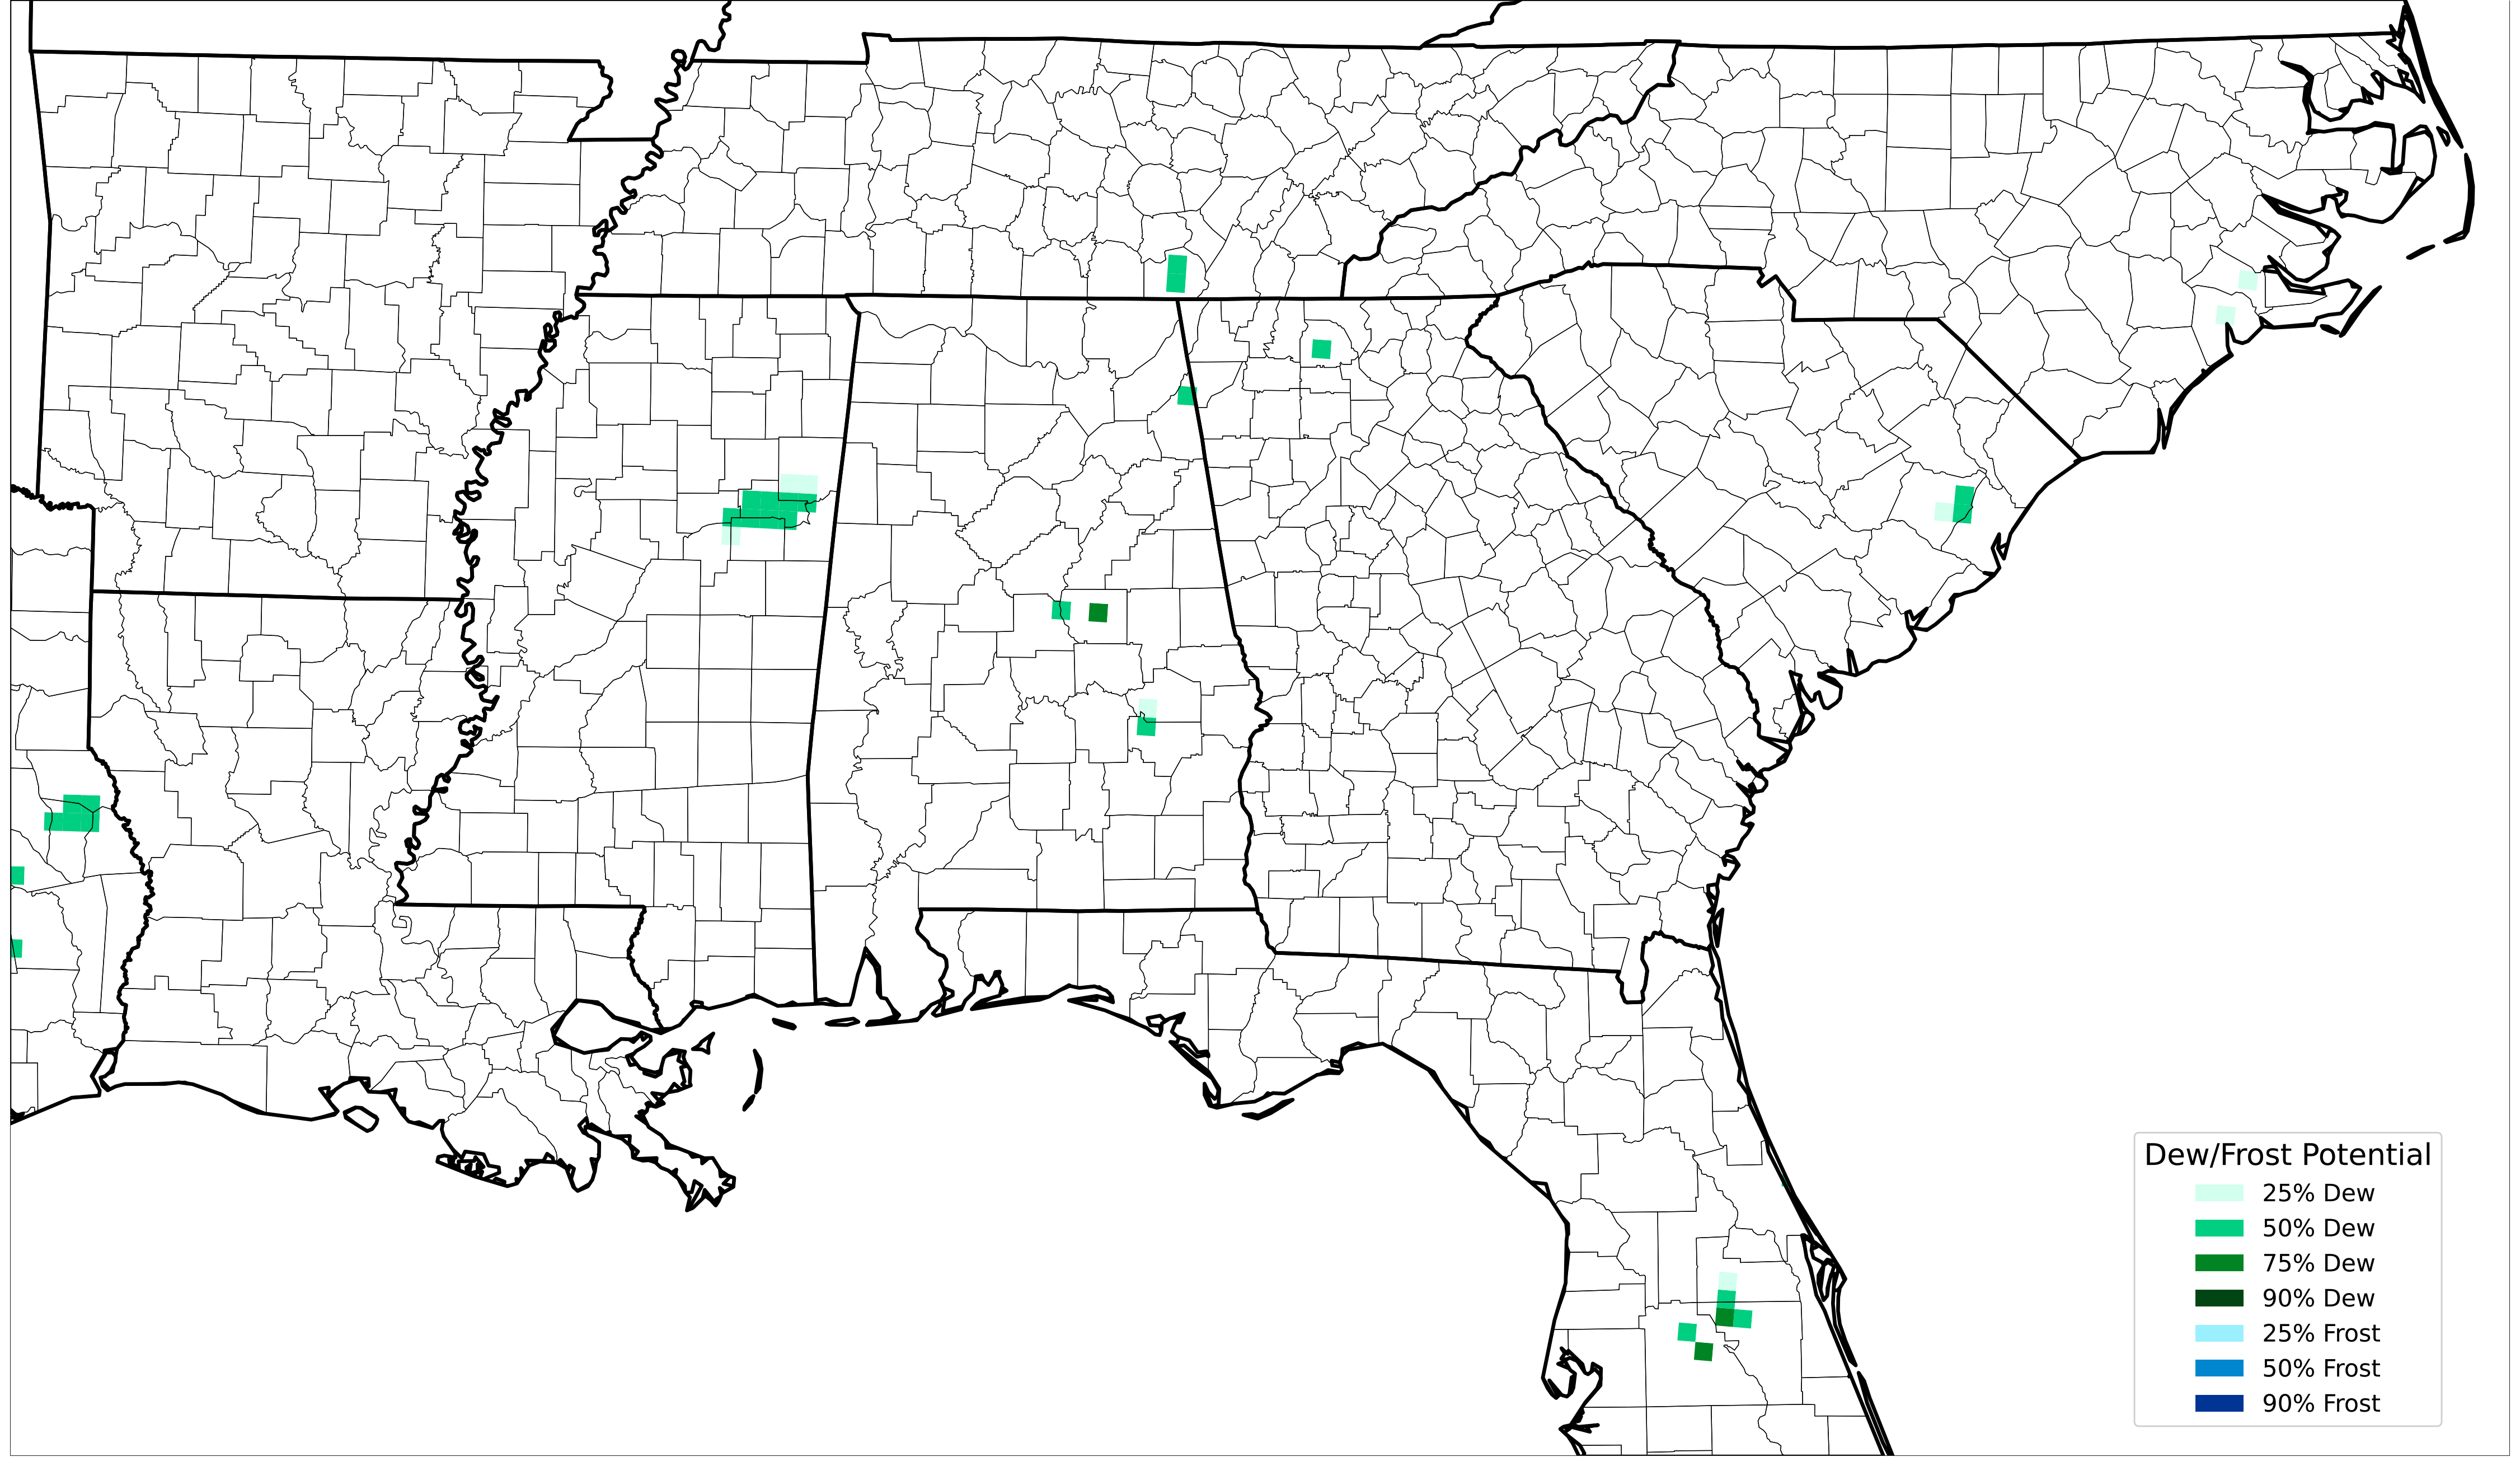 Dew/Frost Potential
25% Dew
50% Dew
75% Dew
90% Dew
25% Frost
50% Frost
90% Frost